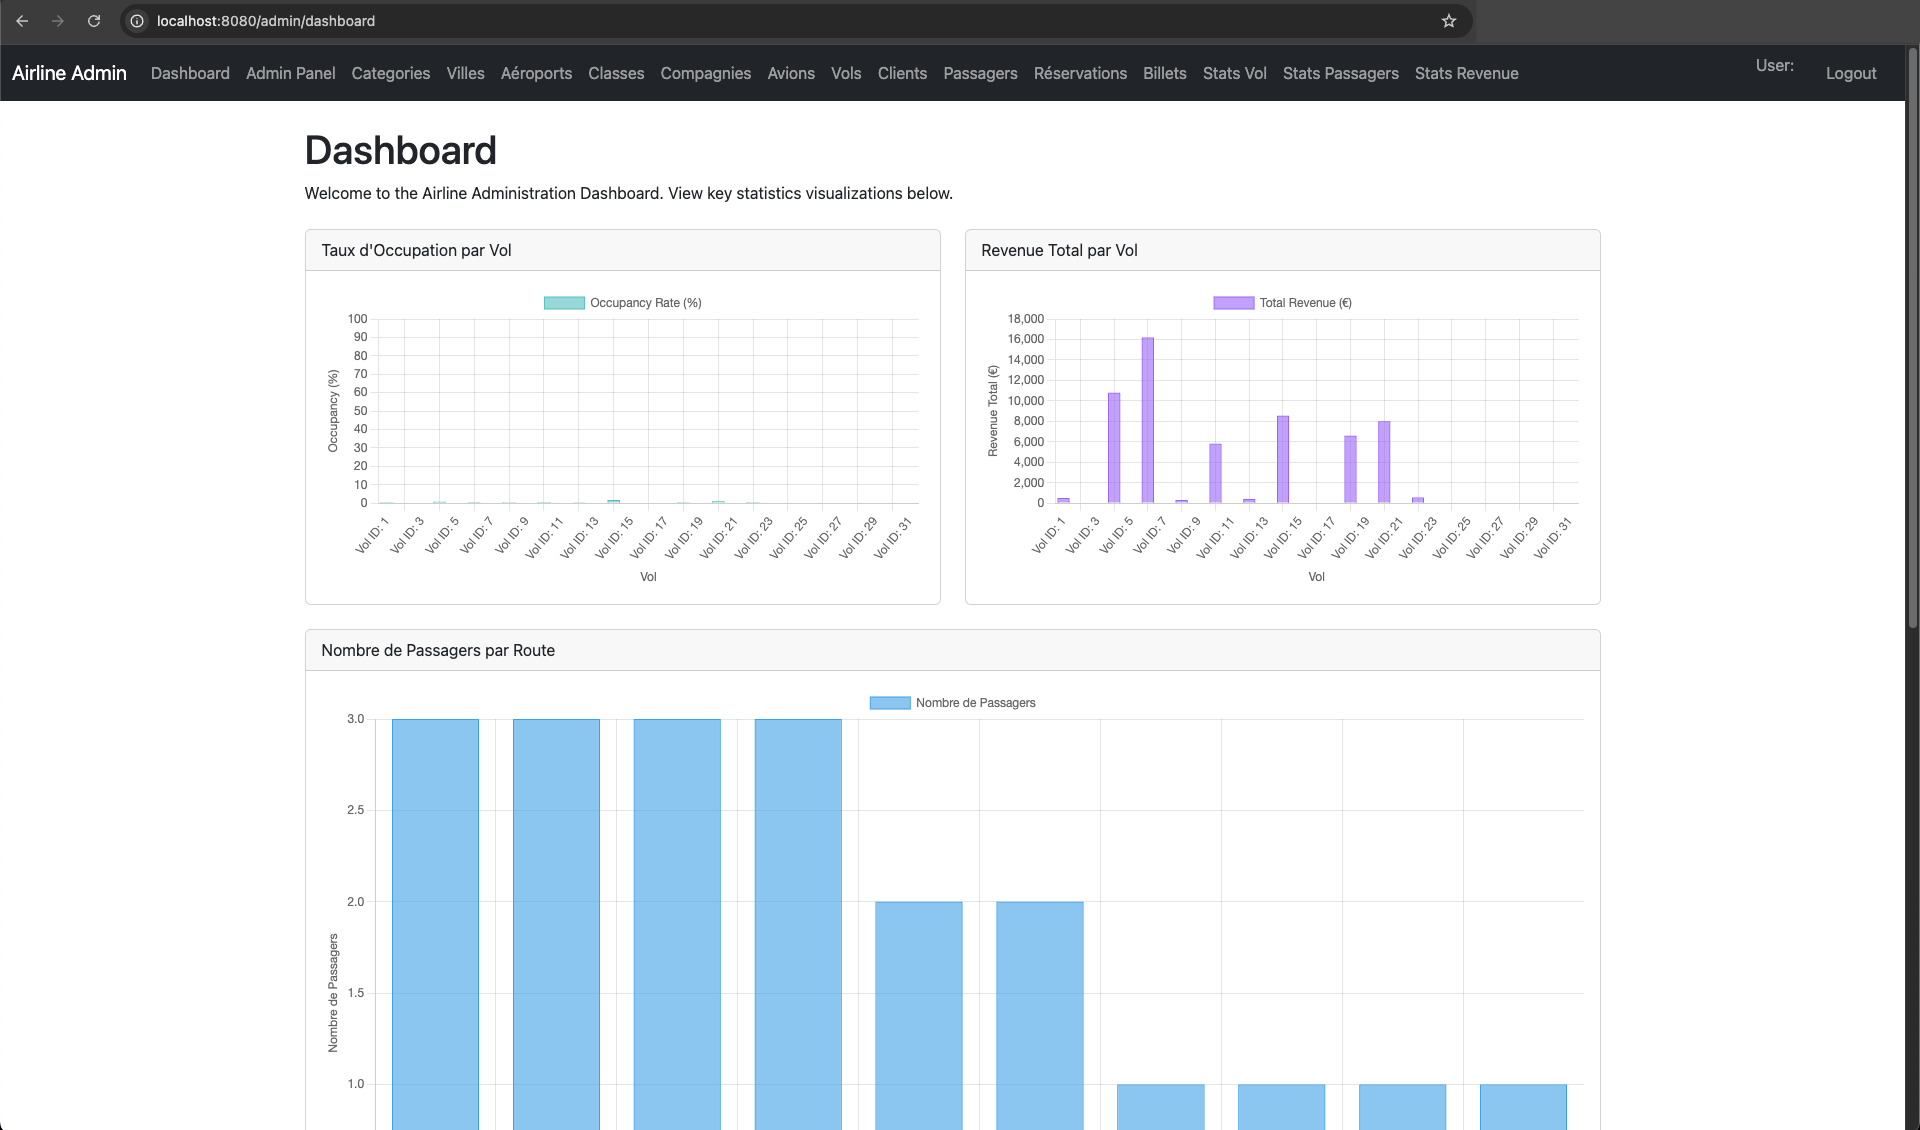 localhost:8080/admin/dashboard
Airline Admin Dashboard Admin Panel Categories Villes Aéroports Classes Compagnies Avions Vols Clients Passagers Réservations Billets Stats Vol Stats Passagers Stats Revenue User: Logout
Dashboard
Welcome to the Airline Administration Dashboard. View key statistics visualizations below.
Taux d'Occupation par Vol
Occupancy Rate (%)
100
90
80
70
60
50
40
30
20
10
0
Occupancy (%)
Vol ID: 1
Vol ID: 3
Vol ID: 5
Vol ID: 7
Vol ID: 9
Vol ID: 11
Vol ID: 13
Vol ID: 15
Vol ID: 17
Vol ID: 19
Vol ID: 21
Vol ID: 23
Vol ID: 25
Vol ID: 27
Vol ID: 29
Vol ID: 31
Vol
Revenue Total par Vol
Total Revenue (€)
18,000
16,000
14,000
12,000
10,000
8,000
6,000
4,000
2,000
0
Revenue Total (€)
Vol ID: 1
Vol ID: 3
Vol ID: 5
Vol ID: 7
Vol ID: 9
Vol ID: 11
Vol ID: 13
Vol ID: 15
Vol ID: 17
Vol ID: 19
Vol ID: 21
Vol ID: 23
Vol ID: 25
Vol ID: 27
Vol ID: 29
Vol ID: 31
Vol
Nombre de Passagers par Route
Nombre de Passagers
3.0
2.5
2.0
1.5
1.0
Nombre de Passagers